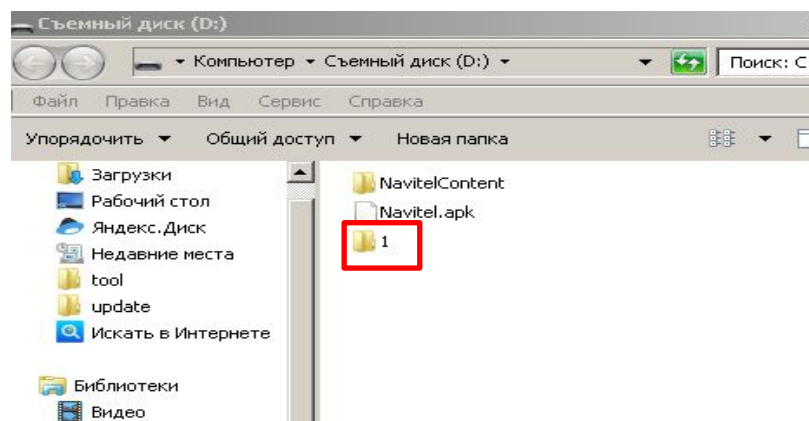 Съемный диск (D:)
Компьютер Съемный диск (D:) Поиск: С
Файл Правка Вид Сервис Справка
Упорядочить Общий доступ Новая папка
Загрузки
Рабочий стол
Яндекс.Диск
Недавние места
tool
update
Искать в Интернете
Библиотеки
Видео
NavitelContent
Navitel.apk
1